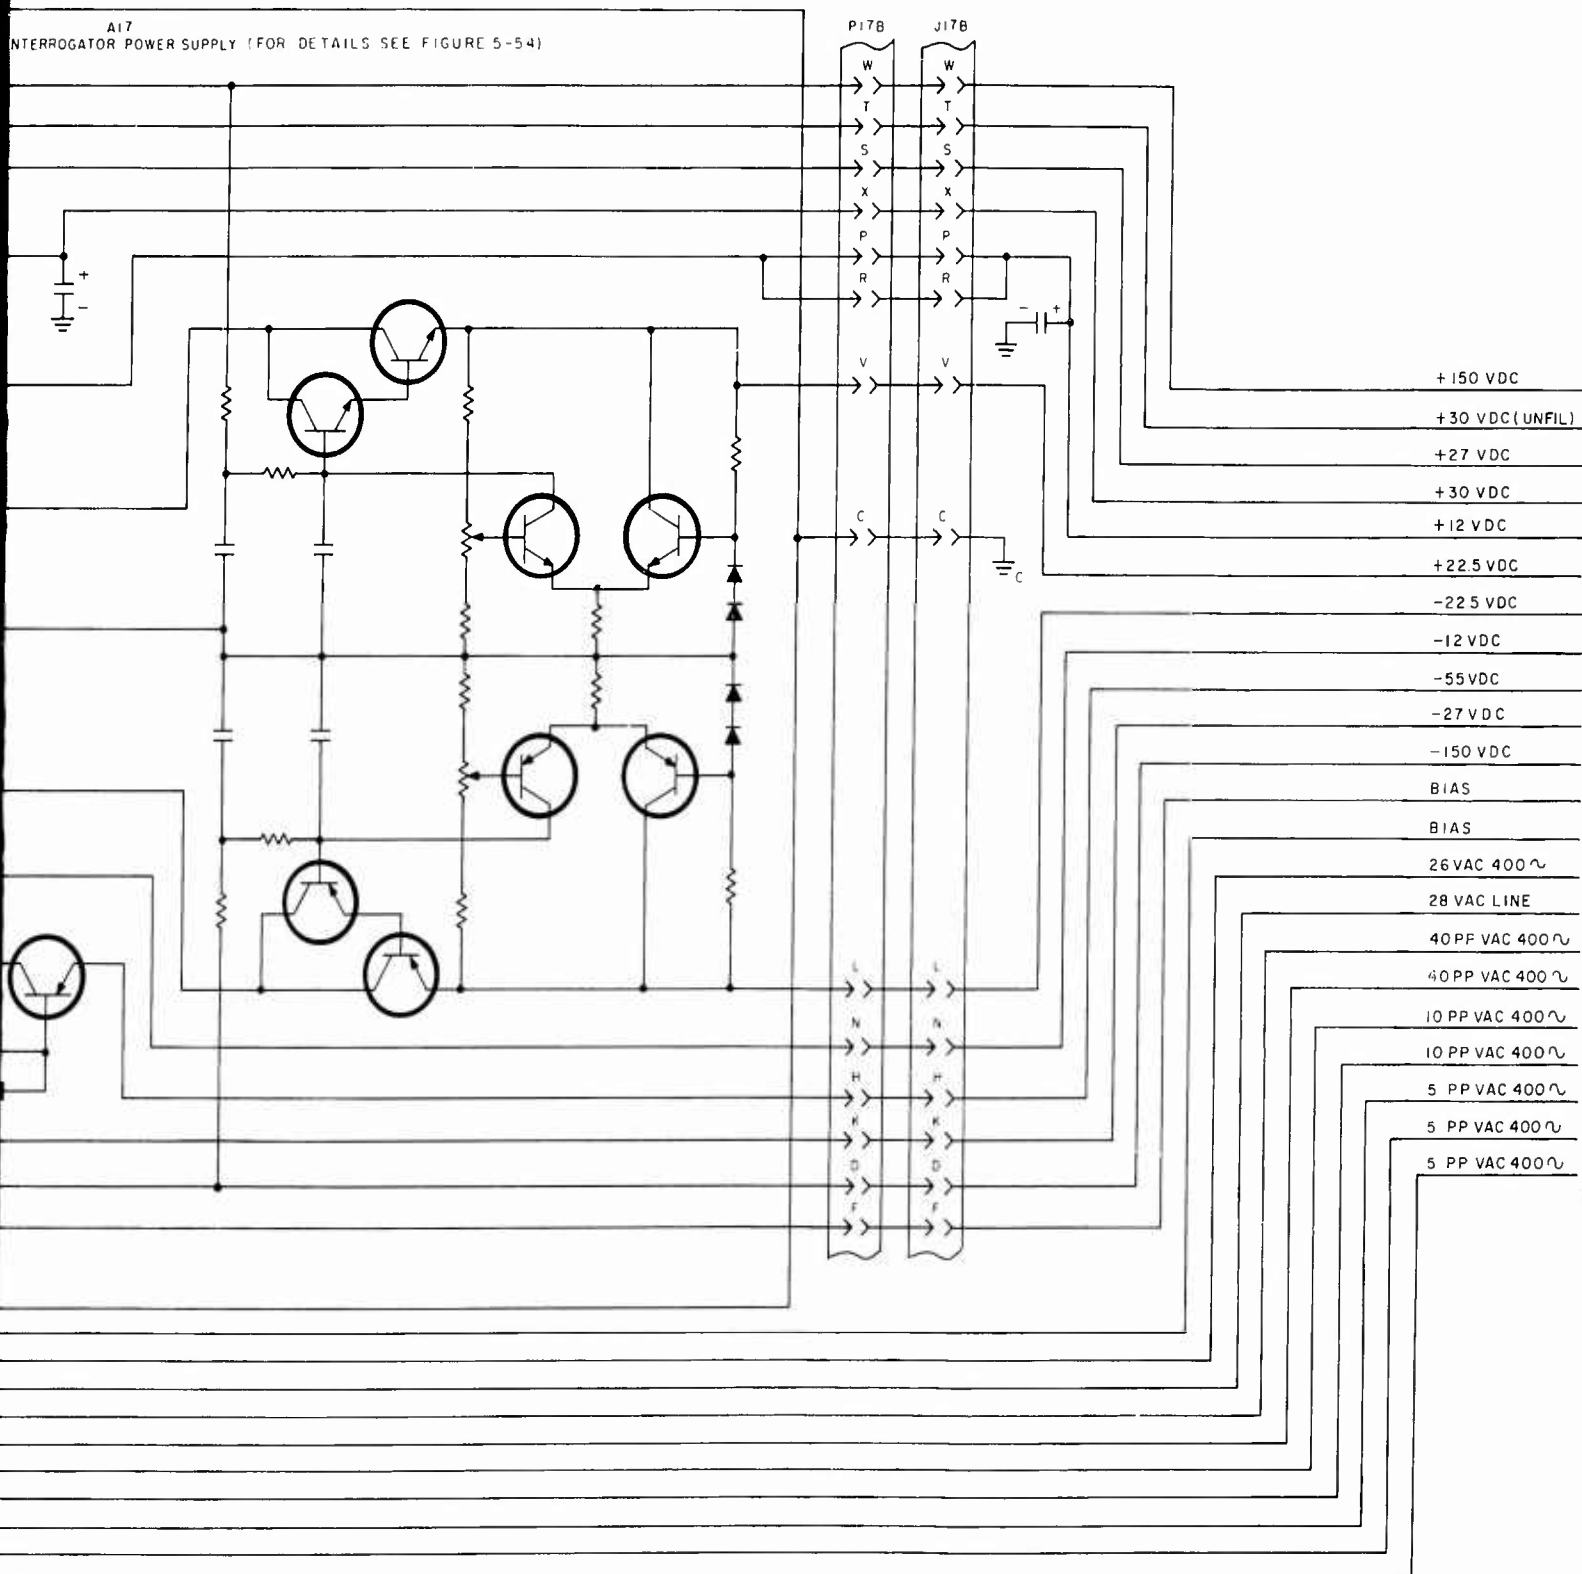 A17
NTERROGATOR POWER SUPPLY (FOR DETAILS SEE FIGURE 5-54)
P17B J17B
W W
T T
S S
X X
P P
R R
+
-
- +
V V
C C
C
+150 VDC
+30 VDC (UNFIL)
+27 VDC
+30 VDC
+12 VDC
+22.5 VDC
-22.5 VDC
-12 VDC
-55 VDC
-27 VDC
-150 VDC
BIAS
BIAS
26 VAC 400~
28 VAC LINE
40 PF VAC 400~
40 PP VAC 400~
10 PP VAC 400~
10 PP VAC 400~
5 PP VAC 400~
5 PP VAC 400~
5 PP VAC 400~
L L
N N
H H
K K
D D
F F